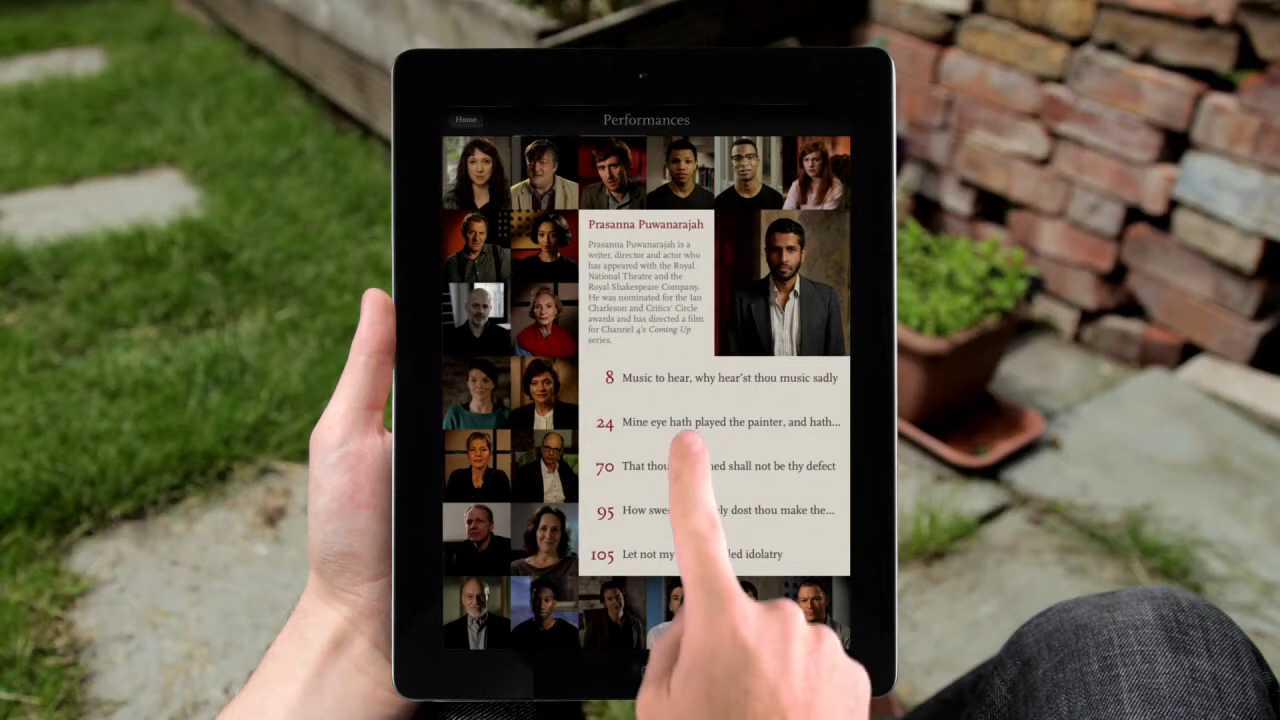 Home
Performances
Prasanna Puwanarajah
Prasanna Puwanarajah is a
writer, director and actor who
has appeared with the Royal
National Theatre and the
Royal Shakespeare Company.
He was nominated for the Ian
Charleson and Critics' Circle
awards and has directed a film
for Channel 4's Coming Up
series.
8 Music to hear, why hear'st thou music sadly
24 Mine eye hath played the painter, and hath...
70 That shall not be thy defect
95 How dost thou make the...
105 Let not my idolatry